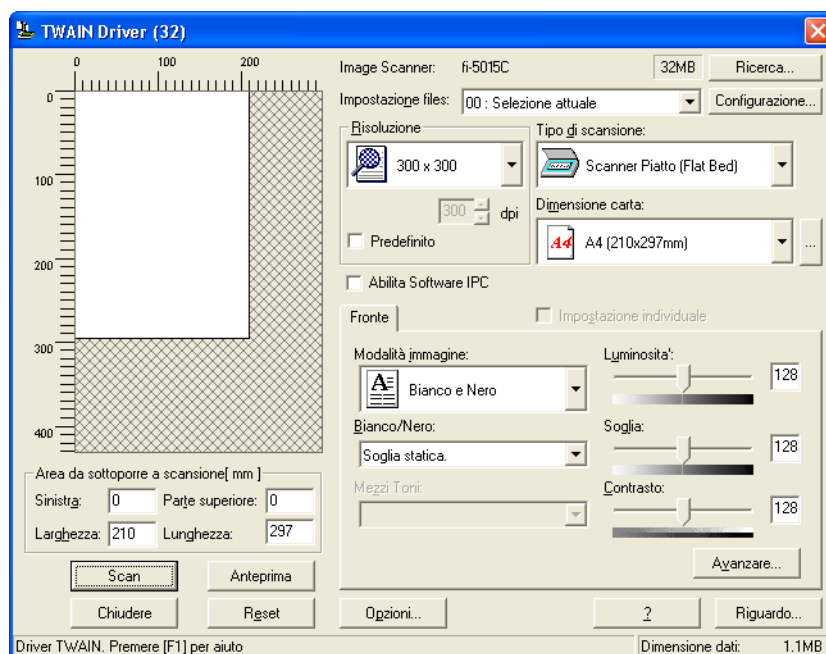 TWAIN Driver (32)
0 100 200
0
100
200
300
400
Image Scanner: fi-5015C 32MB Ricerca...
Impostazione files: 00 : Selezione attuale Configurazione...
Risoluzione
300 x 300
300 dpi
Predefinito
Tipo di scansione:
Scanner Piatto (Flat Bed)
Dimensione carta:
A4 A4 (210x297mm) ...
Abilita Software IPC
Fronte Impostazione individuale
Modalità immagine:
A Bianco e Nero
Bianco/Nero:
Soglia statica.
Mezzi Toni:
Luminosita': 128
Soglia: 128
Contrasto: 128
Avanzare...
Area da sottoporre a scansione[ mm ]
Sinistra: 0 Parte superiore: 0
Larghezza: 210 Lunghezza: 297
Scan Anteprima
Chiudere Reset Opzioni... ? Riguardo...
Driver TWAIN. Premere [F1] per aiuto Dimensione dati: 1.1MB